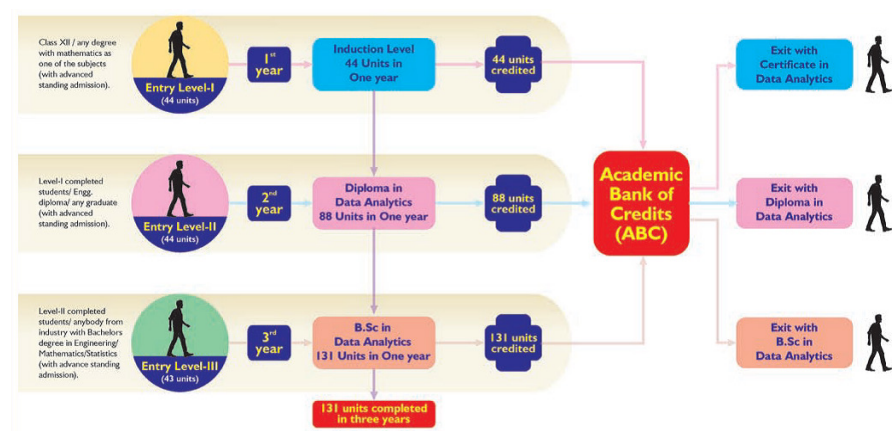 Class XII / any degree
with mathematics as
one of the subjects
(with advanced
standing admission).
Entry Level-I
(44 units)
1st
year
Induction Level
44 Units in
One year
44 units
credited
Exit with
Certificate in
Data Analytics
Level-I completed
students/ Engg.
diploma/ any graduate
(with advanced
standing admission).
Entry Level-II
(44 units)
2nd
year
Diploma in
Data Analytics
88 Units in One year
88 units
credited
Academic
Bank of
Credits
(ABC)
Exit with
Diploma in
Data Analytics
Level-II completed
students/ anybody from
industry with Bachelors
degree in Engineering/
Mathematics/Statistics
(with advance standing
admission).
Entry Level-III
(43 units)
3rd
year
B.Sc in
Data Analytics
131 Units in One year
131 units
credited
Exit with
B.Sc in
Data Analytics
131 units completed
in three years